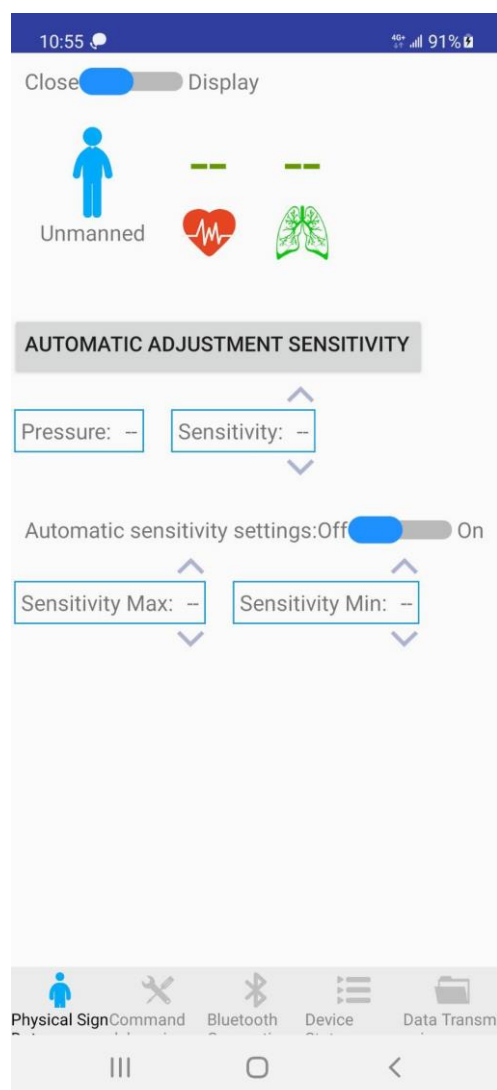 10:55 4G+ 91%
Close Display
-- --
Unmanned
AUTOMATIC ADJUSTMENT SENSITIVITY
Pressure: -- Sensitivity: --
Automatic sensitivity settings:Off On
Sensitivity Max: -- Sensitivity Min: --
Physical Sign Command Bluetooth Device Data Transm